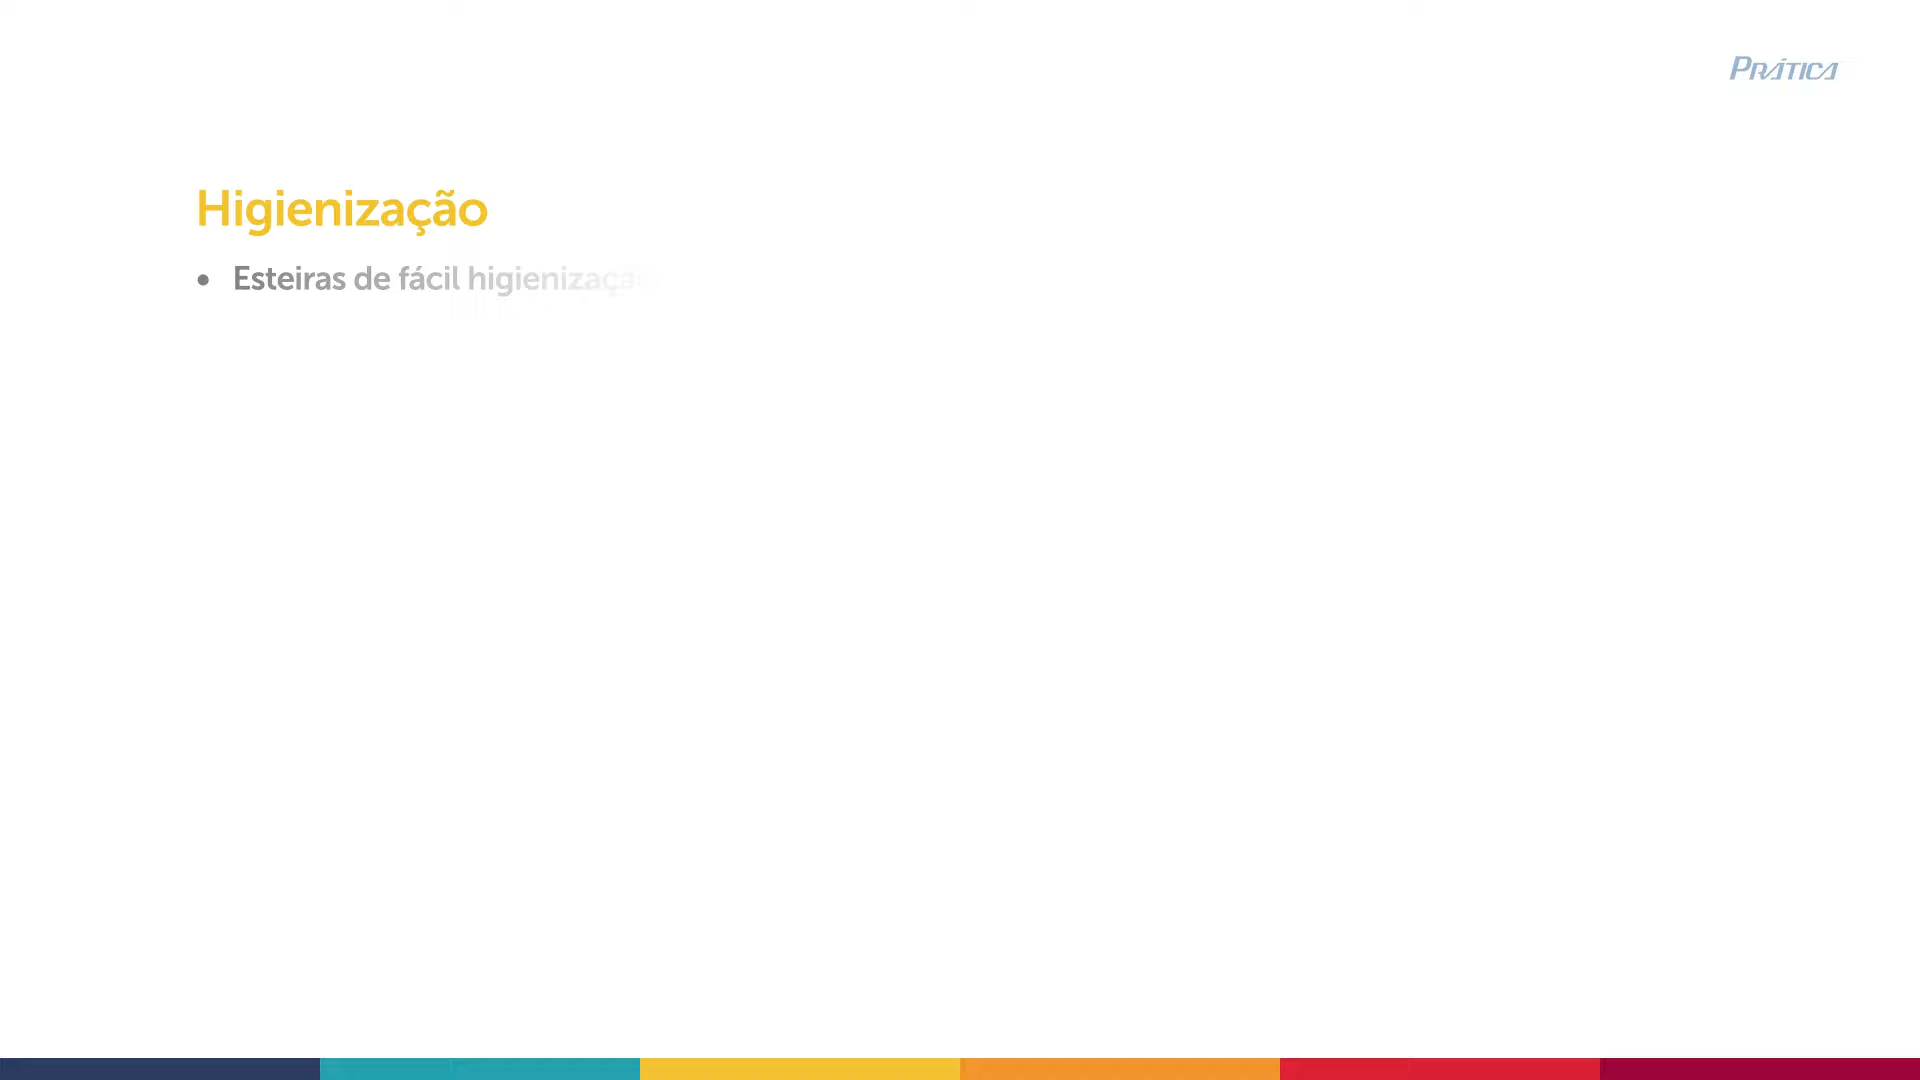 PRÁTICA
Higienização
• Esteiras de fácil higienização